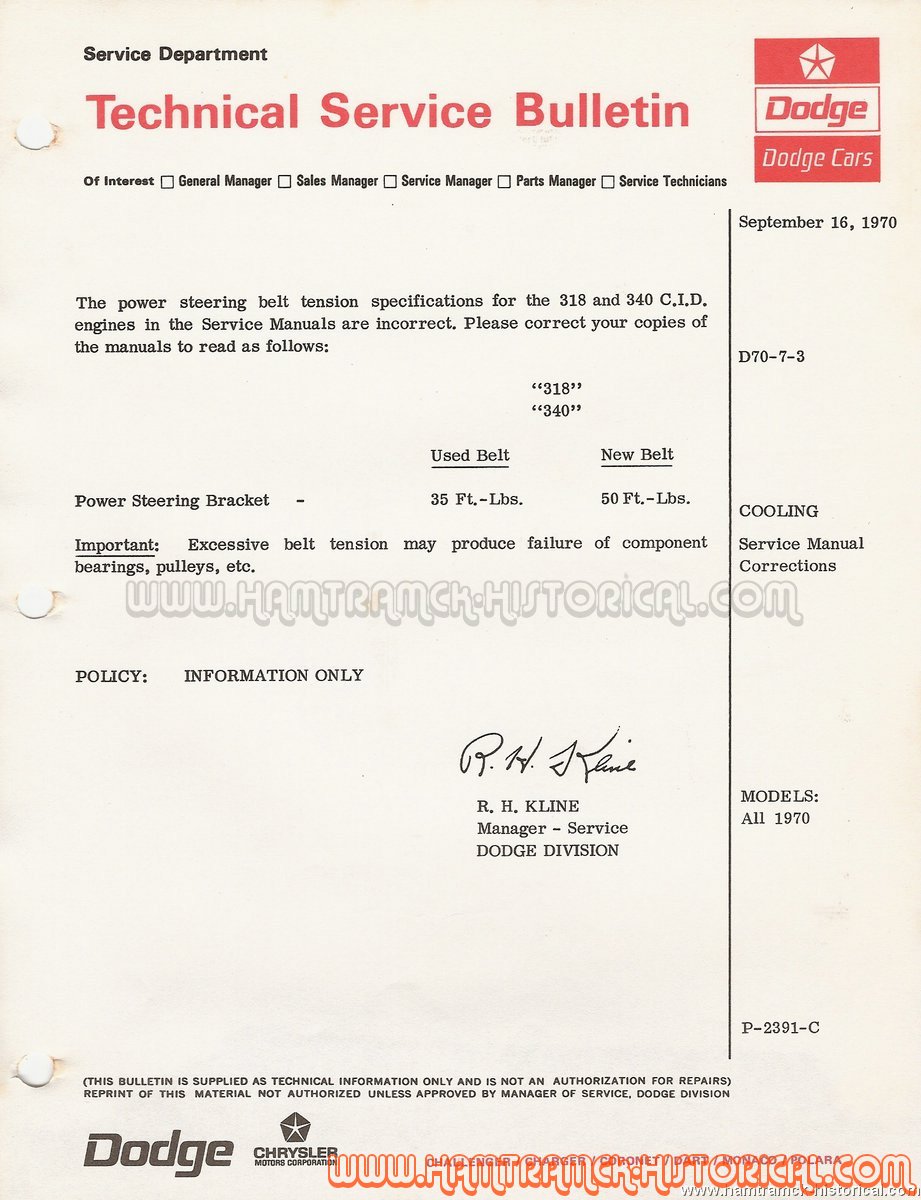 Service Department
Technical Service Bulletin
Dodge
Dodge Cars
Of Interest □ General Manager □ Sales Manager □ Service Manager □ Parts Manager □ Service Technicians
September 16, 1970
The power steering belt tension specifications for the 318 and 340 C.I.D.
engines in the Service Manuals are incorrect. Please correct your copies of
the manuals to read as follows:
D70-7-3
“318”
“340”
Used Belt New Belt
Power Steering Bracket - 35 Ft.-Lbs. 50 Ft.-Lbs.
COOLING
Important: Excessive belt tension may produce failure of component
bearings, pulleys, etc.
Service Manual
Corrections
www.Hamtramck-Historical.com
POLICY: INFORMATION ONLY
R. H. Kline
R. H. KLINE
Manager - Service
DODGE DIVISION
MODELS:
All 1970
P-2391-C
(THIS BULLETIN IS SUPPLIED AS TECHNICAL INFORMATION ONLY AND IS NOT AN AUTHORIZATION FOR REPAIRS)
REPRINT OF THIS MATERIAL NOT AUTHORIZED UNLESS APPROVED BY MANAGER OF SERVICE, DODGE DIVISION
Dodge
CHRYSLER
MOTORS CORPORATION
CHALLENGER / CHARGER / CORONET / DART / MONACO / POLARA
www.Hamtramck-Historical.com
www.hamtramck-historical.com